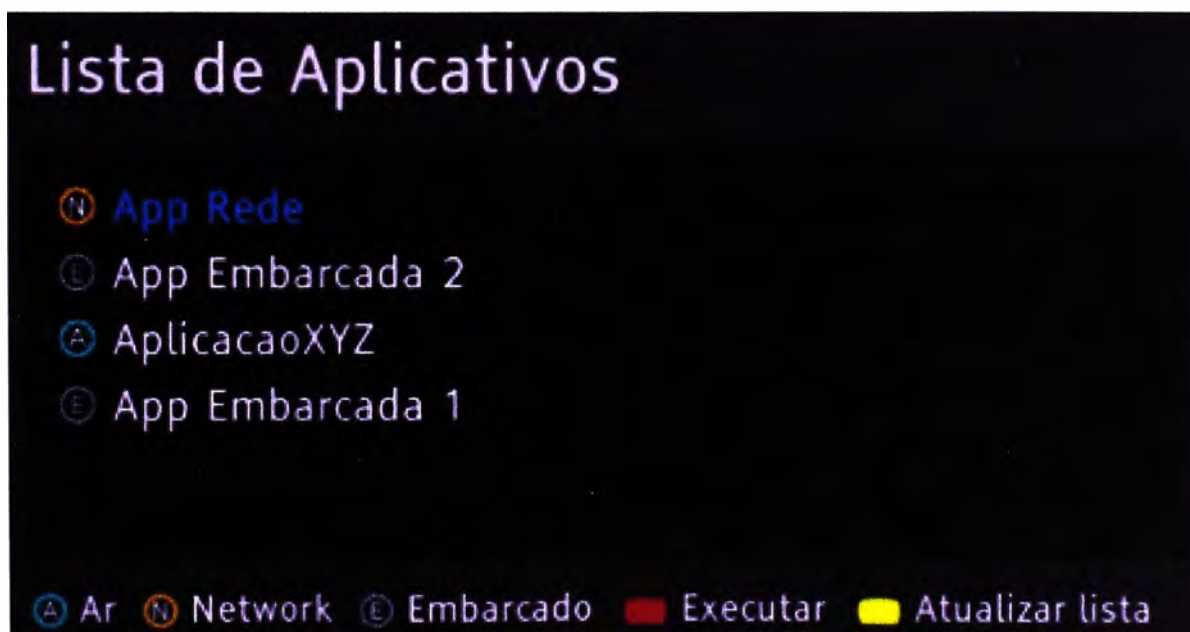 Lista de Aplicativos
N App Rede
E App Embarcada 2
A AplicacaoXYZ
E App Embarcada 1
A Ar N Network E Embarcado Executar Atualizar lista